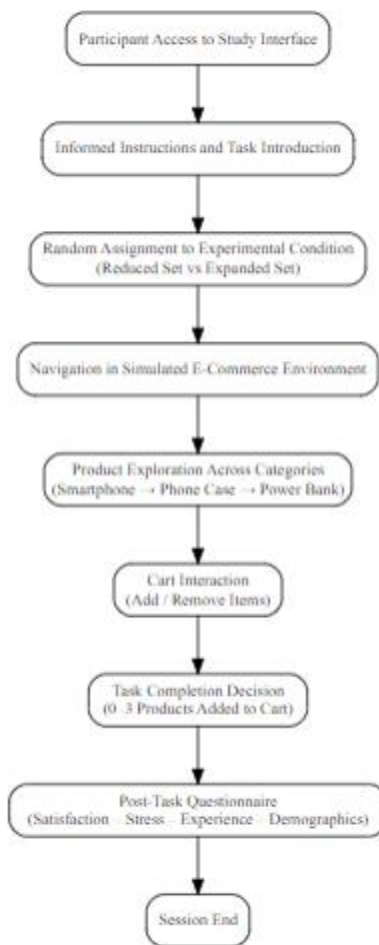 Participant Access to Study Interface
Informed Instructions and Task Introduction
Random Assignment to Experimental Condition
(Reduced Set vs Expanded Set)
Navigation in Simulated E-Commerce Environment
Product Exploration Across Categories
(Smartphone → Phone Case → Power Bank)
Cart Interaction
(Add / Remove Items)
Task Completion Decision
(0–3 Products Added to Cart)
Post-Task Questionnaire
(Satisfaction – Stress – Experience – Demographics)
Session End